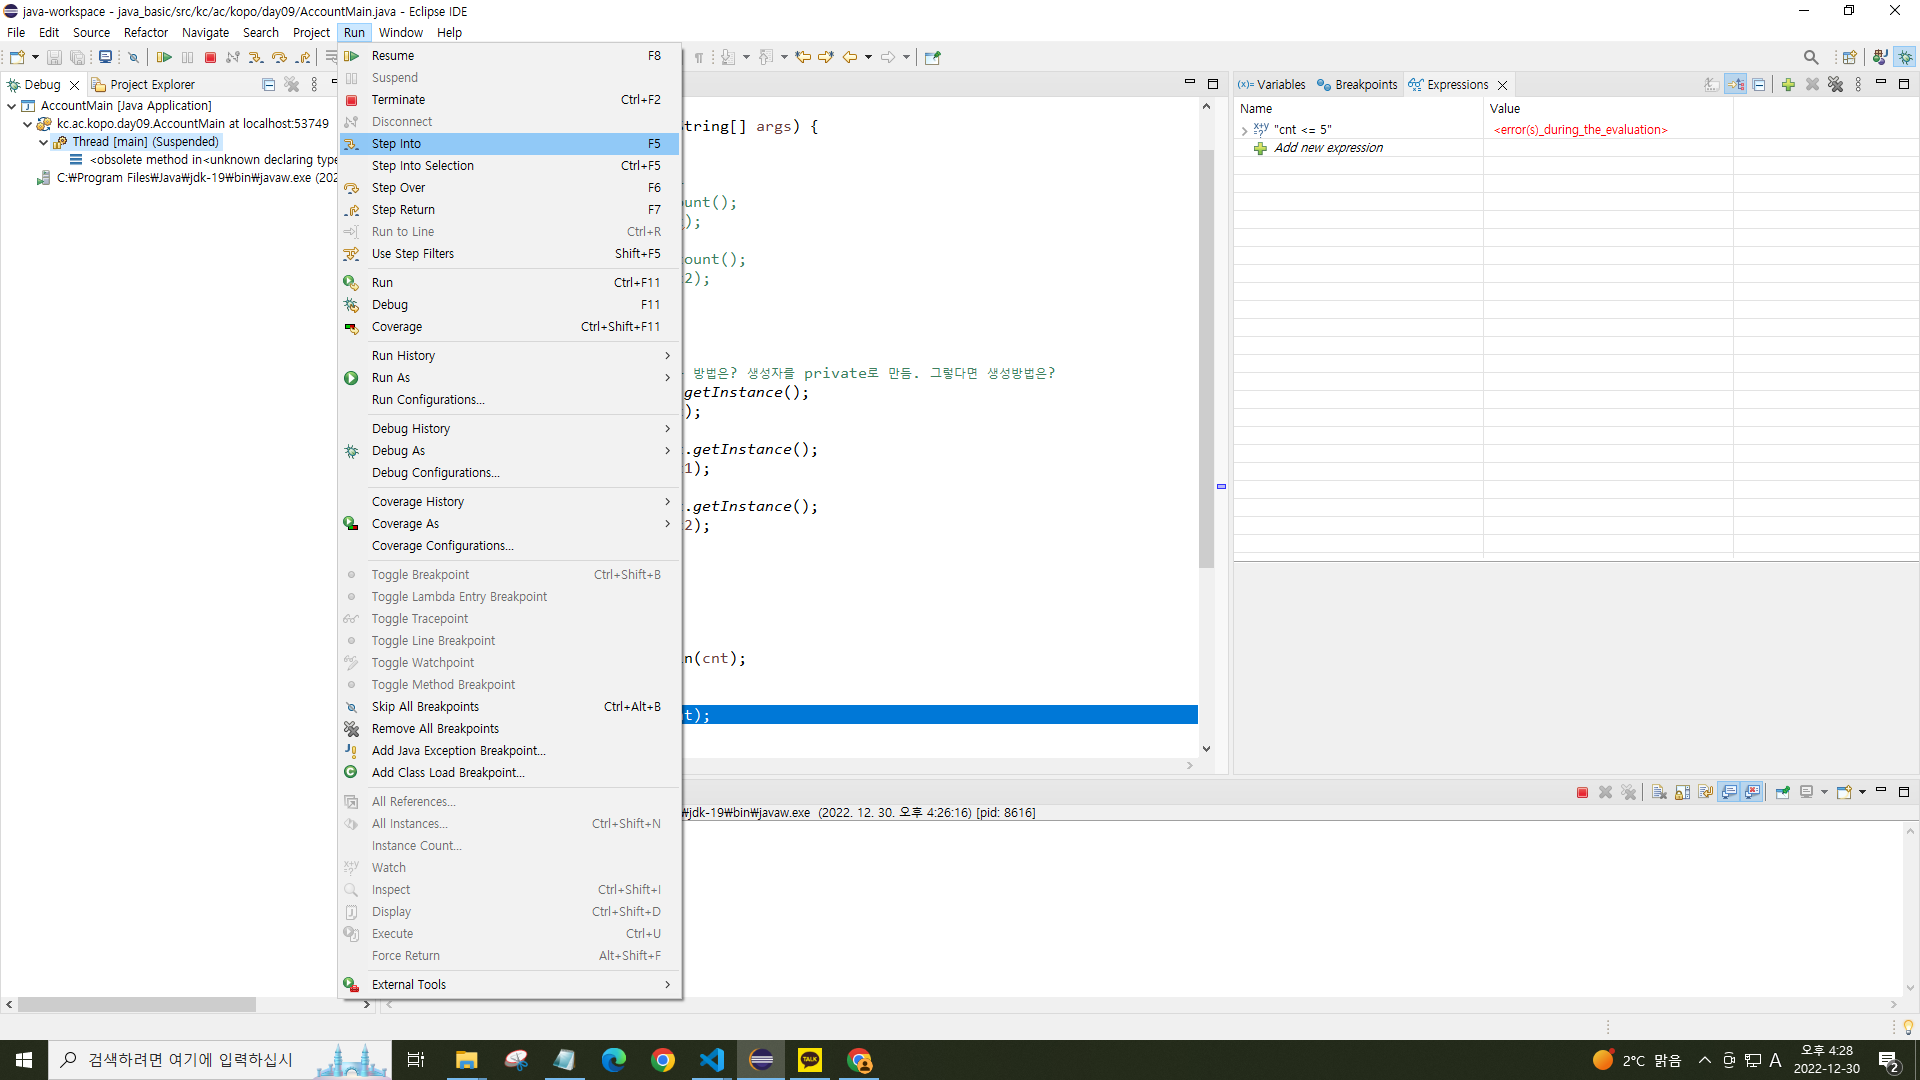 java-workspace - java_basic/src/kc/ac/kopo/day09/AccountMain.java - Eclipse IDE
File Edit Source Refactor Navigate Search Project Run Window Help
Debug Project Explorer
AccountMain [Java Application]
kc.ac.kopo.day09.AccountMain at localhost:53749
Thread [main] (Suspended)
<obsolete method in<unknown declaring type
C:₩Program Files₩Java₩jdk-19₩bin₩javaw.exe (202
Resume F8
Suspend
Terminate Ctrl+F2
Disconnect
Step Into F5
Step Into Selection Ctrl+F5
Step Over F6
Step Return F7
Run to Line Ctrl+R
Use Step Filters Shift+F5
Run Ctrl+F11
Debug F11
Coverage Ctrl+Shift+F11
Run History
Run As
Run Configurations...
Debug History
Debug As
Debug Configurations...
Coverage History
Coverage As
Coverage Configurations...
Toggle Breakpoint Ctrl+Shift+B
Toggle Lambda Entry Breakpoint
Toggle Tracepoint
Toggle Line Breakpoint
Toggle Watchpoint
Toggle Method Breakpoint
Skip All Breakpoints Ctrl+Alt+B
Remove All Breakpoints
Add Java Exception Breakpoint...
Add Class Load Breakpoint...
All References...
All Instances... Ctrl+Shift+N
Instance Count...
Watch
Inspect Ctrl+Shift+I
Display Ctrl+Shift+D
Execute Ctrl+U
Force Return Alt+Shift+F
External Tools
tring[] args) {
unt();
);
ount();
2);
방법은? 생성자를 private로 만듬. 그렇다면 생성방법은?
getInstance();
);
.getInstance();
1);
.getInstance();
2);
n(cnt);
t);
Variables Breakpoints Expressions
Name Value
"cnt <= 5" <error(s)_during_the_evaluation>
Add new expression
₩jdk-19₩bin₩javaw.exe (2022. 12. 30. 오후 4:26:16) [pid: 8616]
검색하려면 여기에 입력하십시
TALK
2°C 맑음
A
오후 4:28
2022-12-30
2